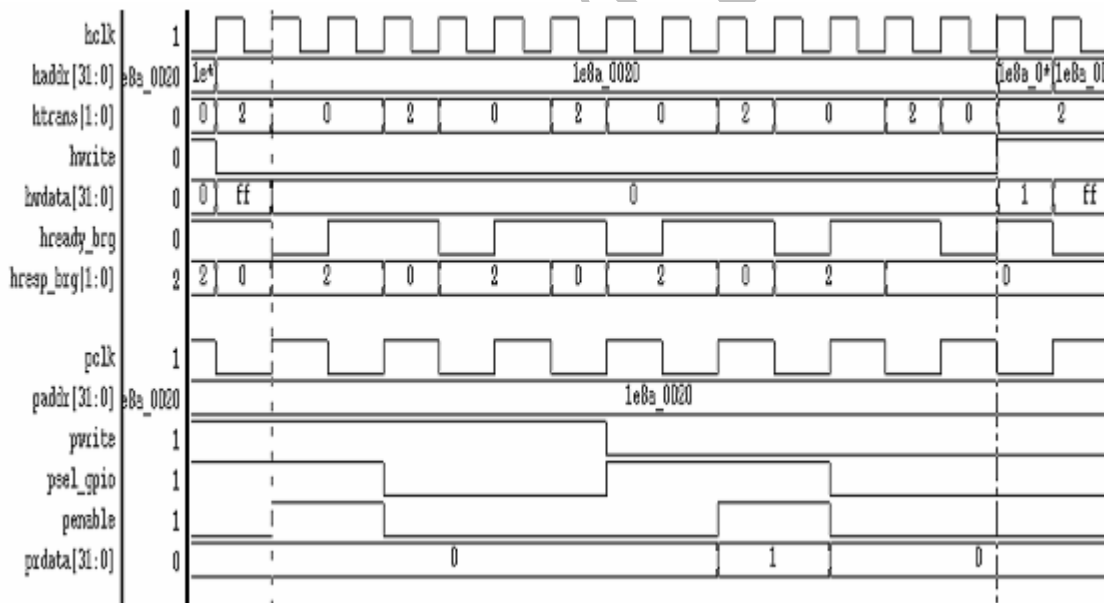 hclk 1
haddr[31:0] e8a_0020 1e* 1e8a_0020 1e8a_0* 1e8a_00
htrans[1:0] 0 0 2 0 2 0 2 0 2 0 2 0 2
hwrite 0
hwdata[31:0] 0 0 ff 0 1 ff
hready_brg 0
hresp_brg[1:0] 2 2 0 2 0 2 0 2 0 2 0
pclk 1
paddr[31:0] e8a_0020 1e8a_0020
pwrite 1
psel_gpio 1
penable 1
prdata[31:0] 0 0 1 0